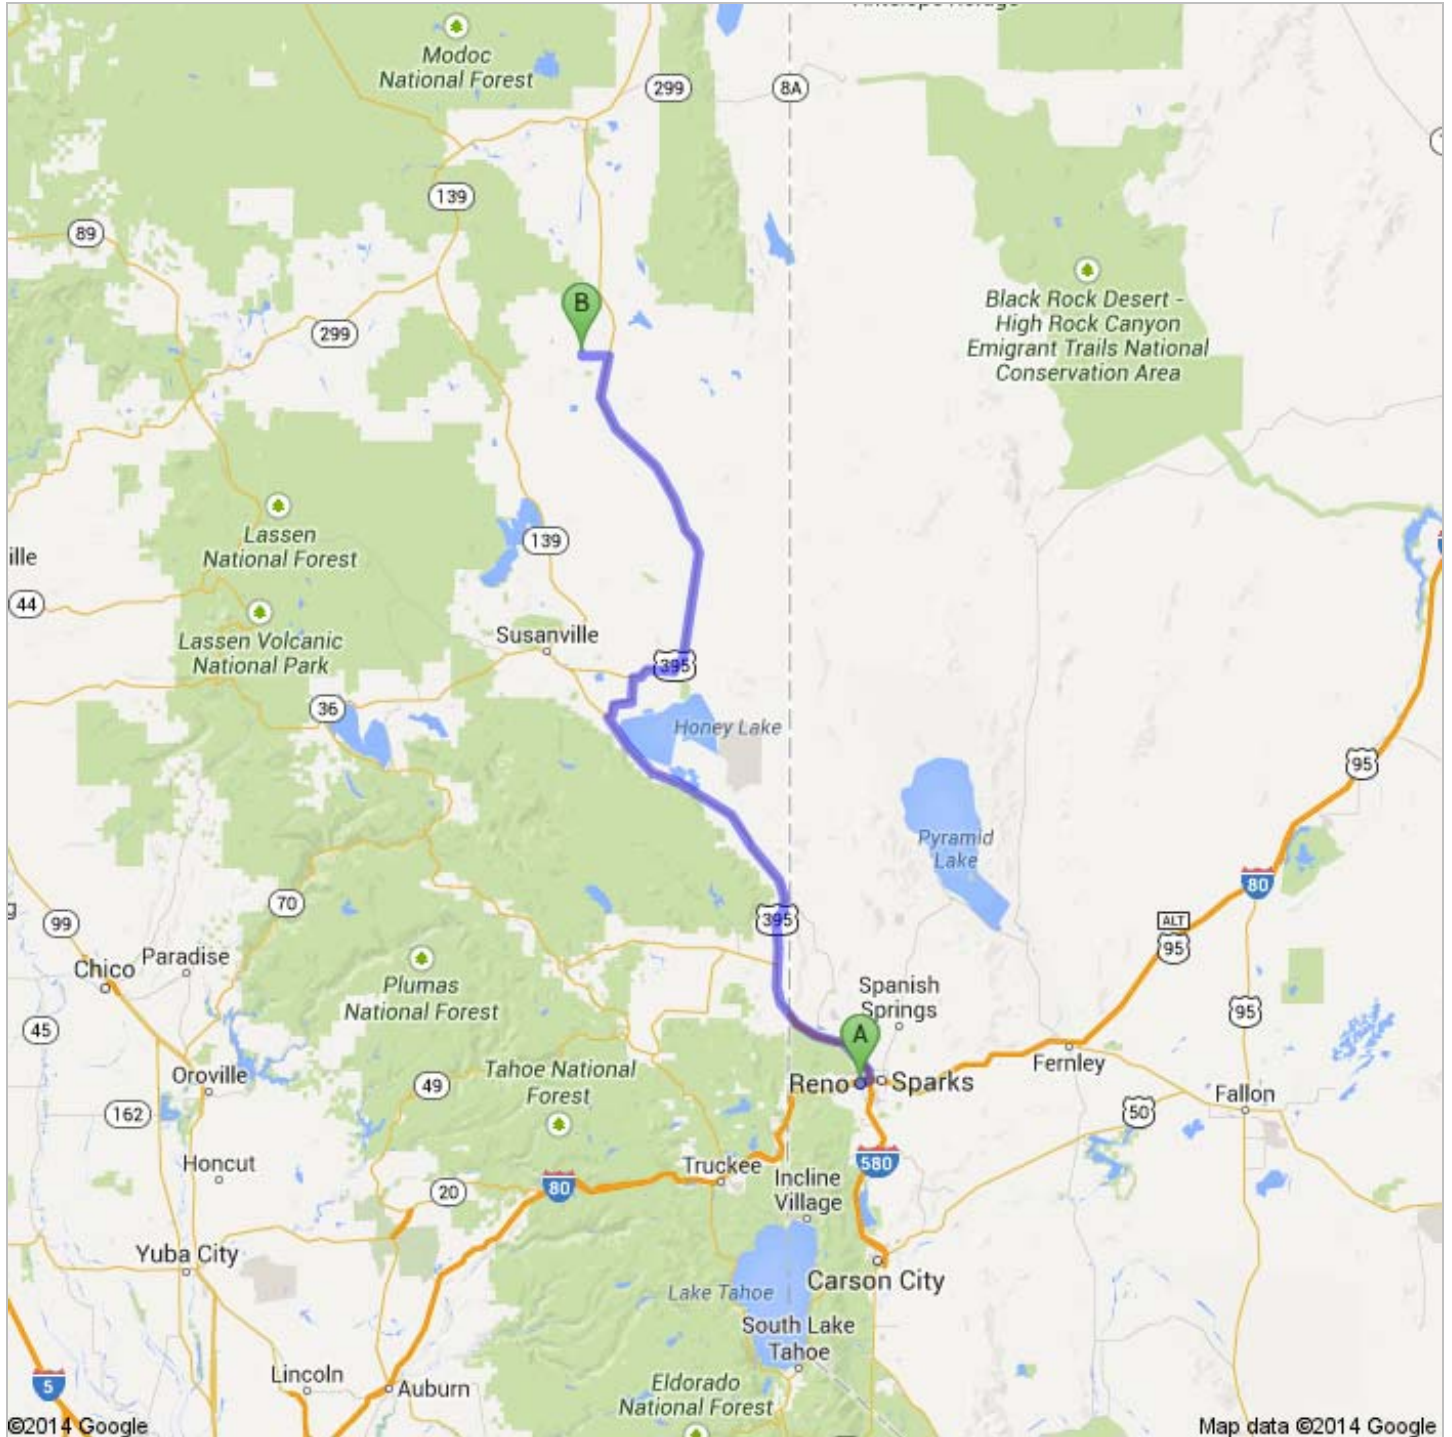 Modoc
National Forest
299
8A
139
89
B
299
Black Rock Desert -
High Rock Canyon
Emigrant Trails National
Conservation Area
Lassen
National Forest
139
ille
44
Lassen Volcanic
National Park
Susanville
395
36
Honey Lake
95
Pyramid
Lake
80
70
395
99
ALT
95
Paradise
Chico
Plumas
National Forest
Spanish
Springs
95
45
A
Fernley
Oroville
49
Tahoe National
Forest
Reno
Sparks
Fallon
162
50
Honcut
Truckee
580
20
80
Incline
Village
Yuba City
Lake Tahoe
Carson City
South Lake
Tahoe
Lincoln
Auburn
5
Eldorado
National Forest
©2014 Google
Map data ©2014 Google